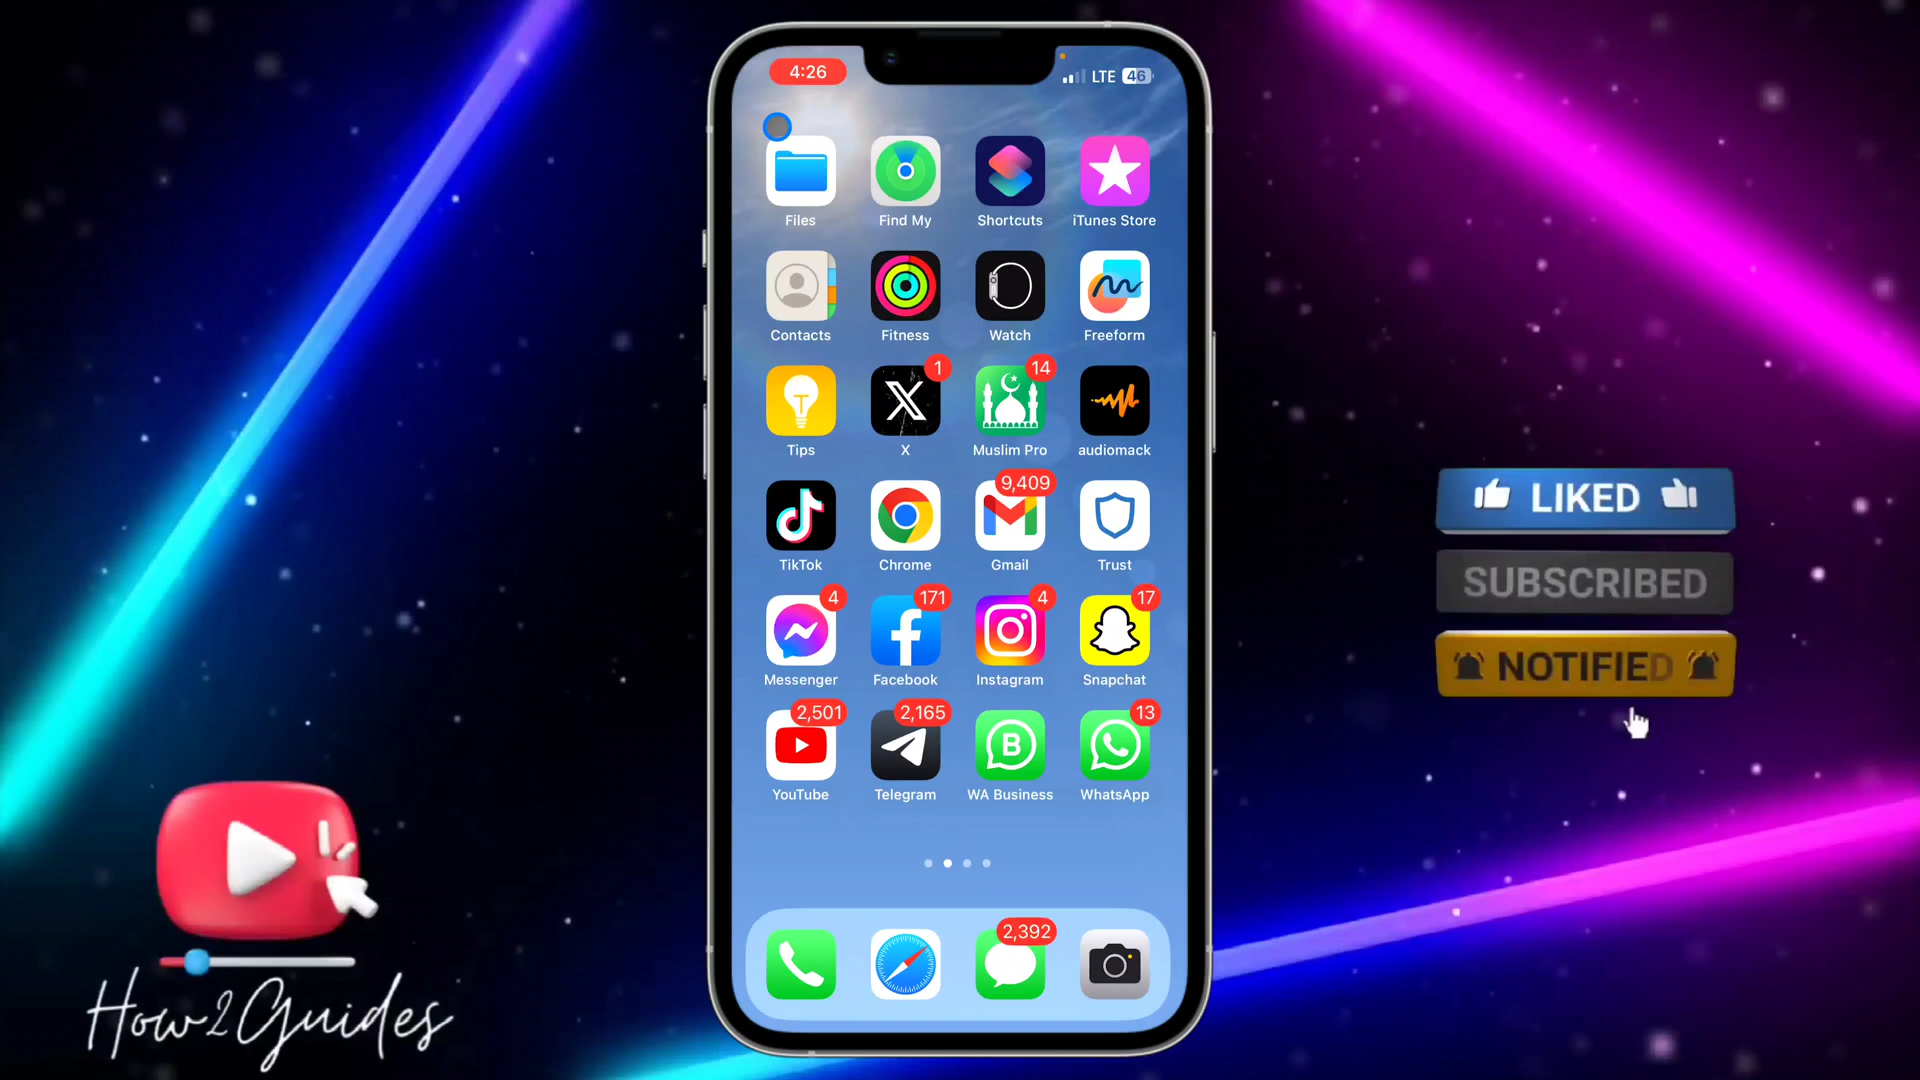 4:26
LTE 46
Files Find My Shortcuts iTunes Store
Contacts Fitness Watch Freeform
1 14
Tips X Muslim Pro audiomack
9,409
TikTok Chrome Gmail Trust
4 171 4 17
Messenger Facebook Instagram Snapchat
2,501 2,165 B 13
YouTube Telegram WA Business WhatsApp
2,392
LIKED
SUBSCRIBED
NOTIFIED
How2Guides